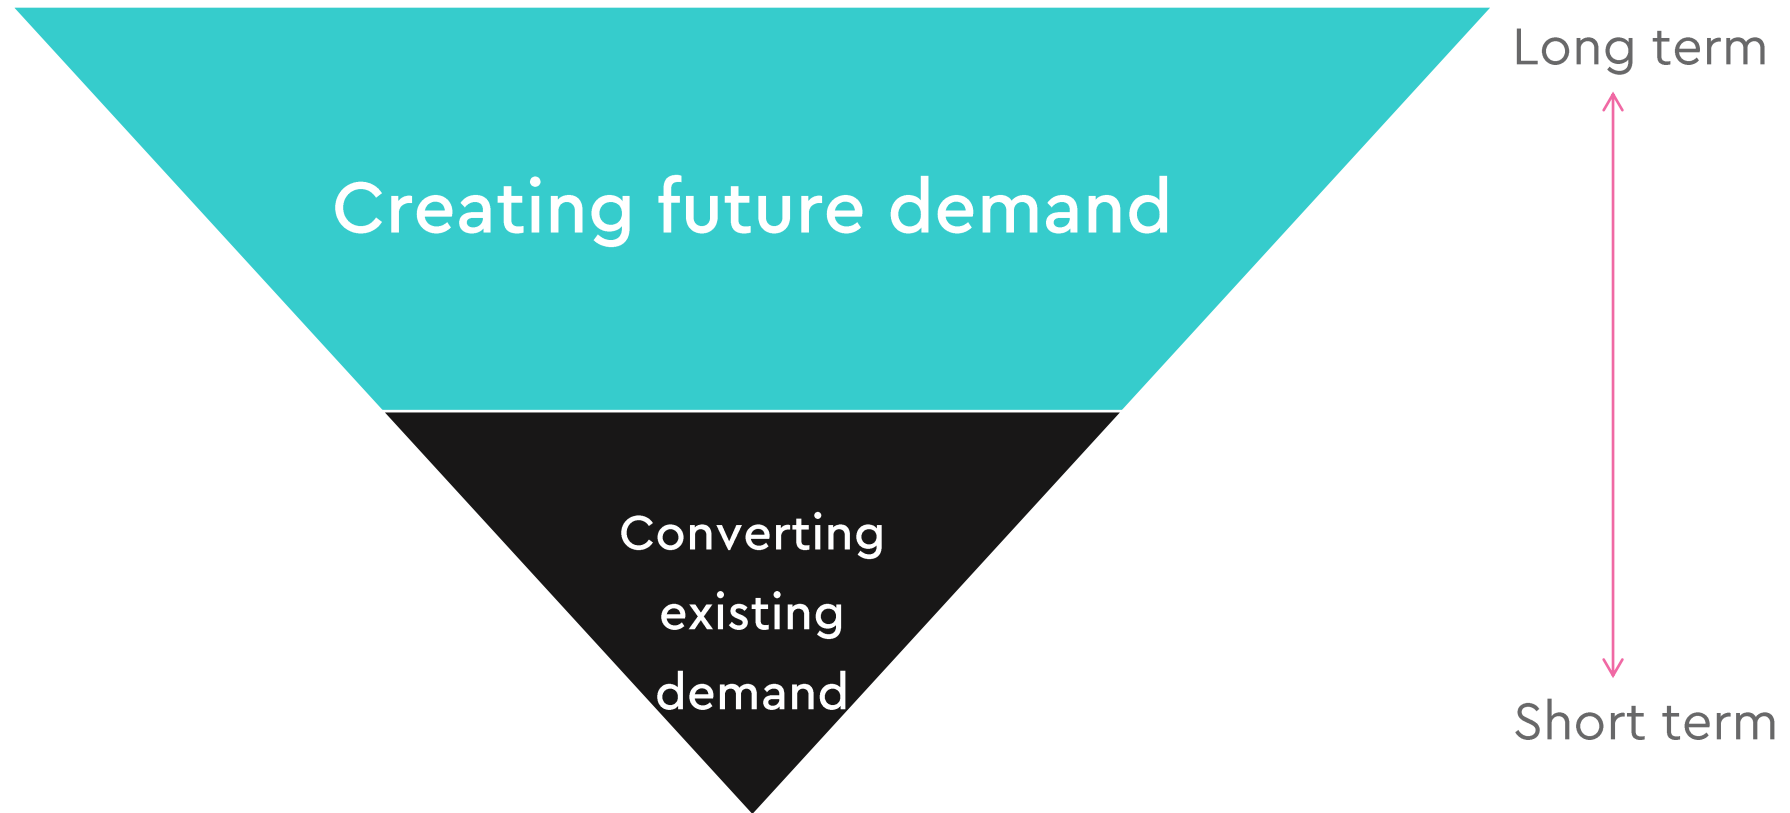 Long term
Creating future demand
Converting
existing
demand
Short term